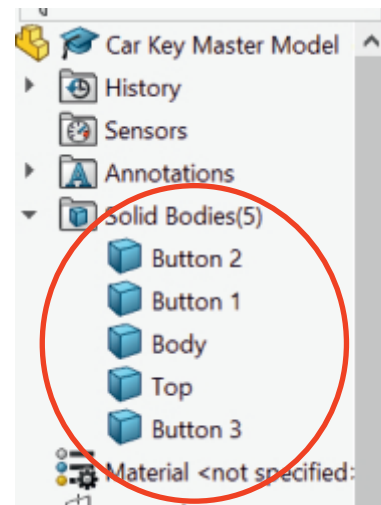 Car Key Master Model
History
Sensors
Annotations
Solid Bodies(5)
Button 2
Button 1
Body
Top
Button 3
Material <not specified>